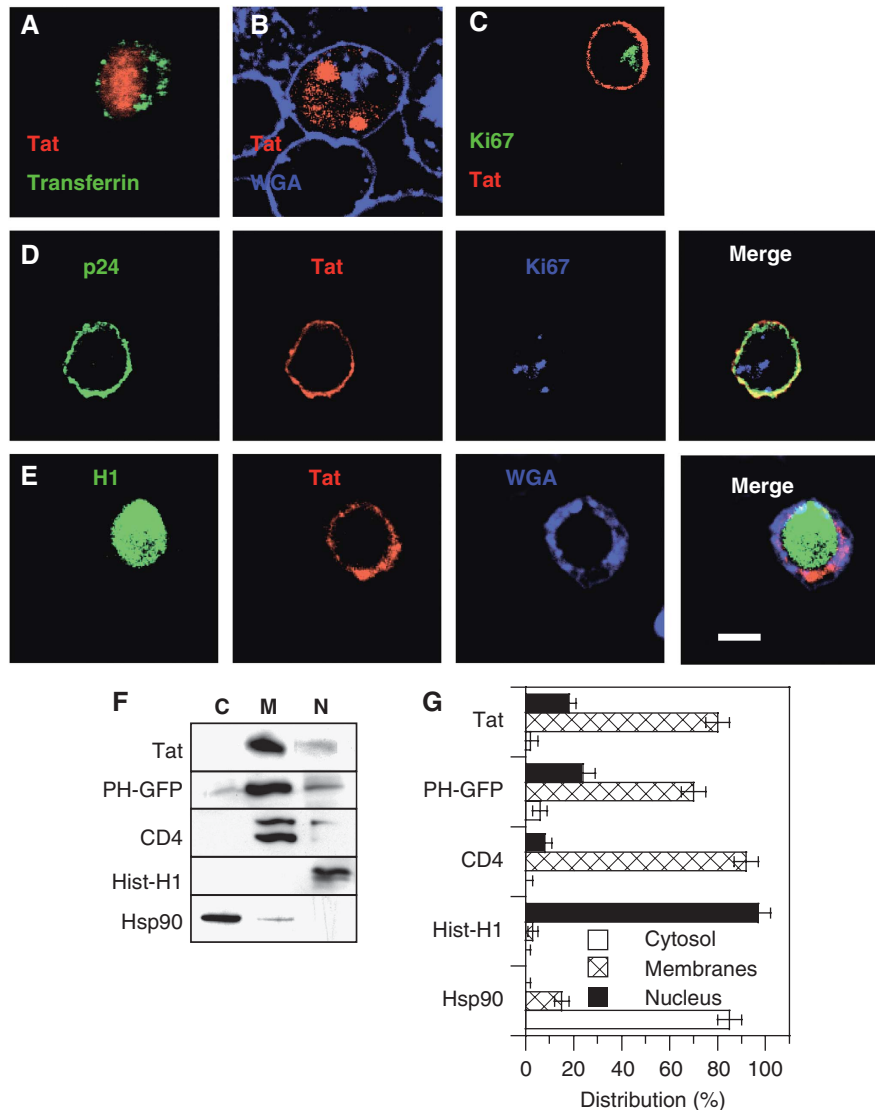 A
Tat
Transferrin
B
Tat
WGA
C
Ki67
Tat
D
p24
Tat
Ki67
Merge
E
H1
Tat
WGA
Merge
F
C M N
Tat
PH-GFP
CD4
Hist-H1
Hsp90
G
Tat
PH-GFP
CD4
Hist-H1
Hsp90
Cytosol
Membranes
Nucleus
0 20 40 60 80 100
Distribution (%)